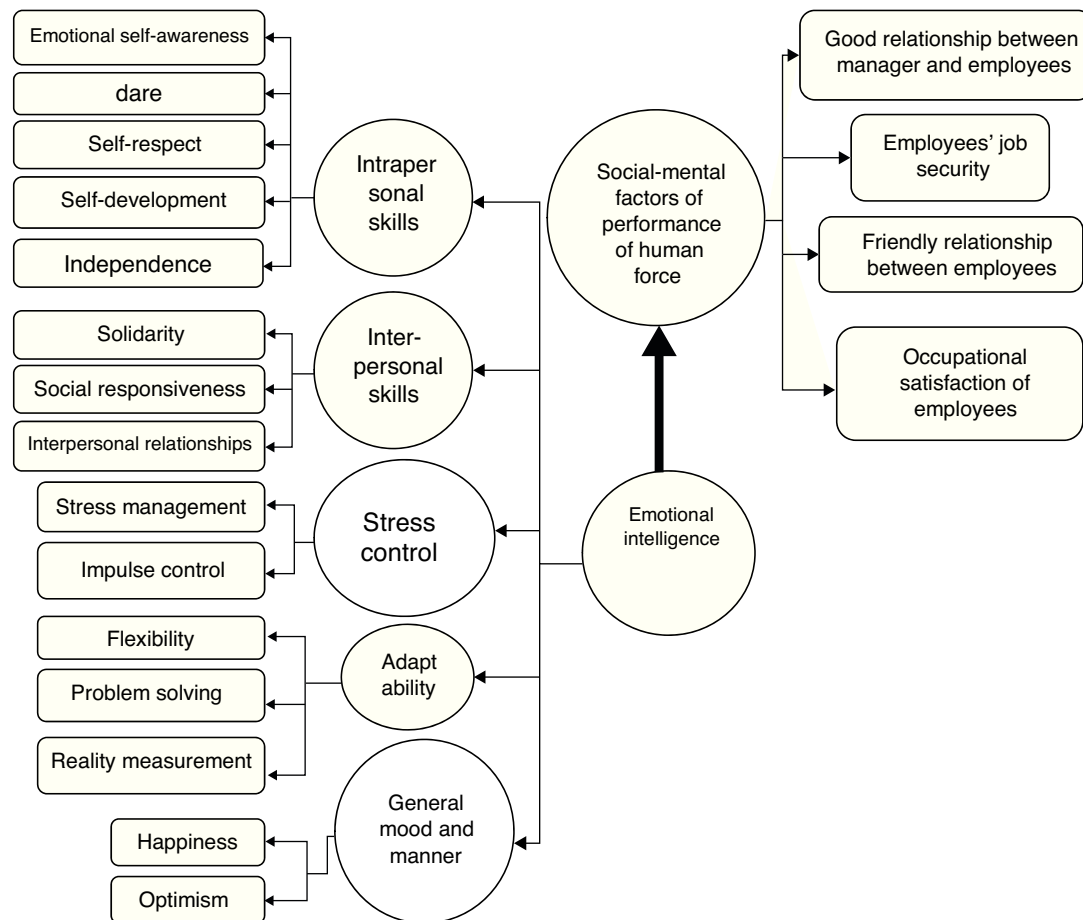 Emotional self-awareness
dare
Self-respect
Self-development
Independence
Intraper
sonal
skills
Solidarity
Social responsiveness
Interpersonal relationships
Inter-
personal
skills
Stress management
Impulse control
Stress
control
Flexibility
Problem solving
Reality measurement
Adapt
ability
Happiness
Optimism
General
mood and
manner
Emotional
intelligence
Social-mental
factors of
performance
of human
force
Good relationship between
manager and employees
Employees’ job
security
Friendly relationship
between employees
Occupational
satisfaction of
employees